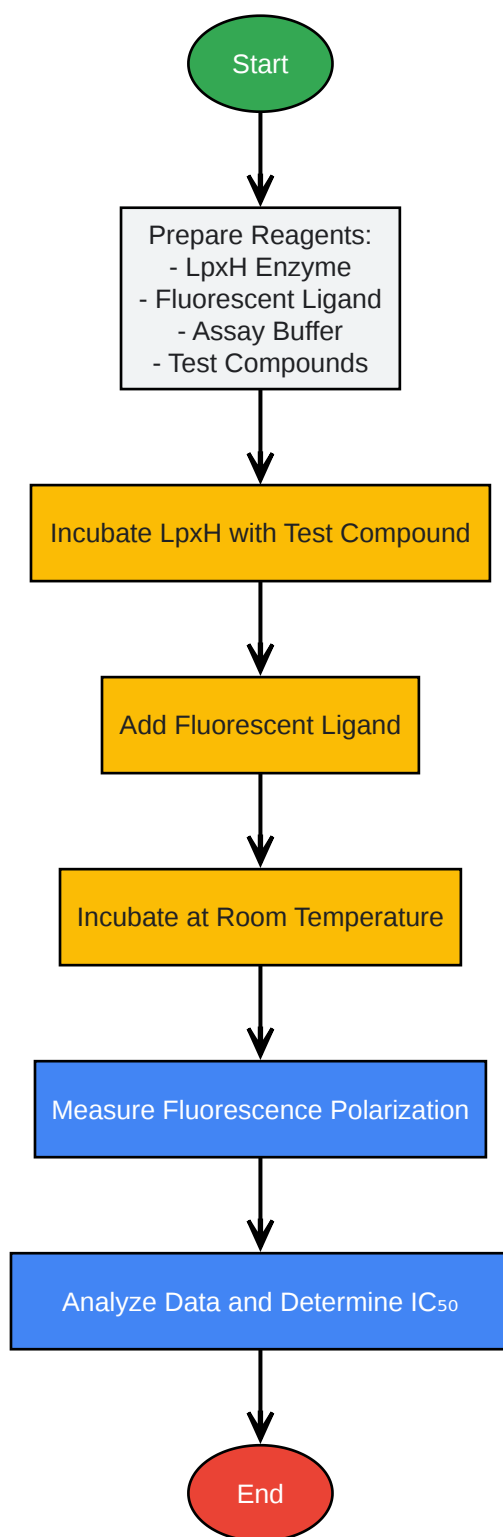 Start
Prepare Reagents:
- LpxH Enzyme
- Fluorescent Ligand
- Assay Buffer
- Test Compounds
Incubate LpxH with Test Compound
Add Fluorescent Ligand
Incubate at Room Temperature
Measure Fluorescence Polarization
Analyze Data and Determine IC₅₀
End